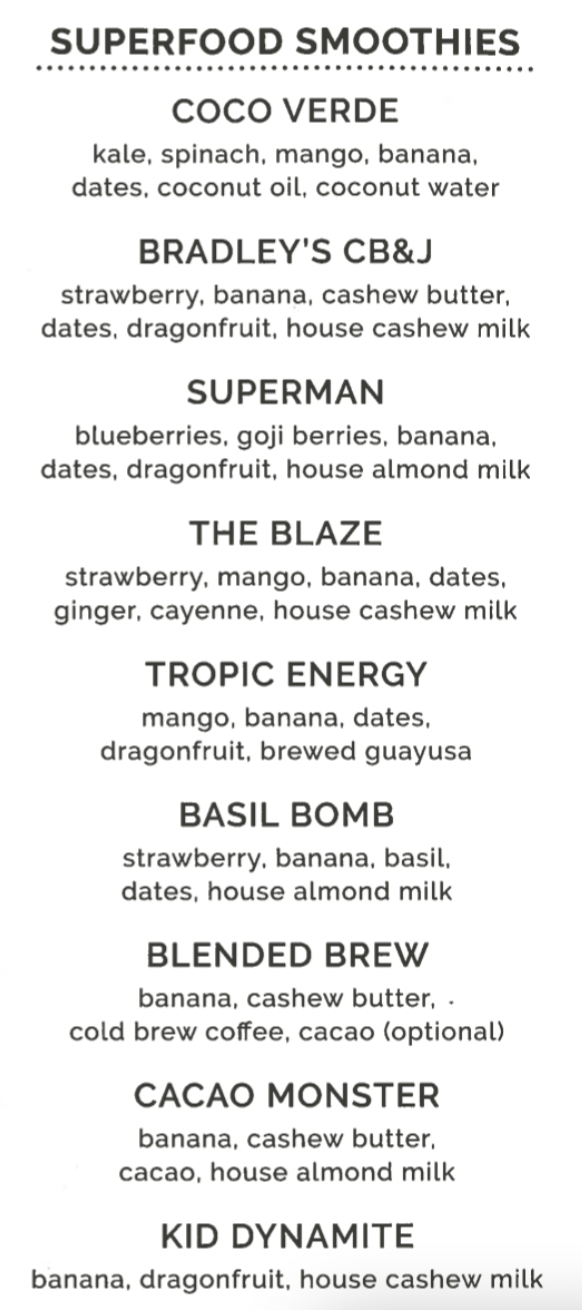 SUPERFOOD SMOOTHIES
COCO VERDE
kale, spinach, mango, banana,
dates, coconut oil, coconut water
BRADLEY'S CB&J
strawberry, banana, cashew butter,
dates, dragonfruit, house cashew milk
SUPERMAN
blueberries, goji berries, banana,
dates, dragonfruit, house almond milk
THE BLAZE
strawberry, mango, banana, dates,
ginger, cayenne, house cashew milk
TROPIC ENERGY
mango, banana, dates,
dragonfruit, brewed guayusa
BASIL BOMB
strawberry, banana, basil,
dates, house almond milk
BLENDED BREW
banana, cashew butter,
cold brew coffee, cacao (optional)
CACAO MONSTER
banana, cashew butter,
cacao, house almond milk
KID DYNAMITE
banana, dragonfruit, house cashew milk